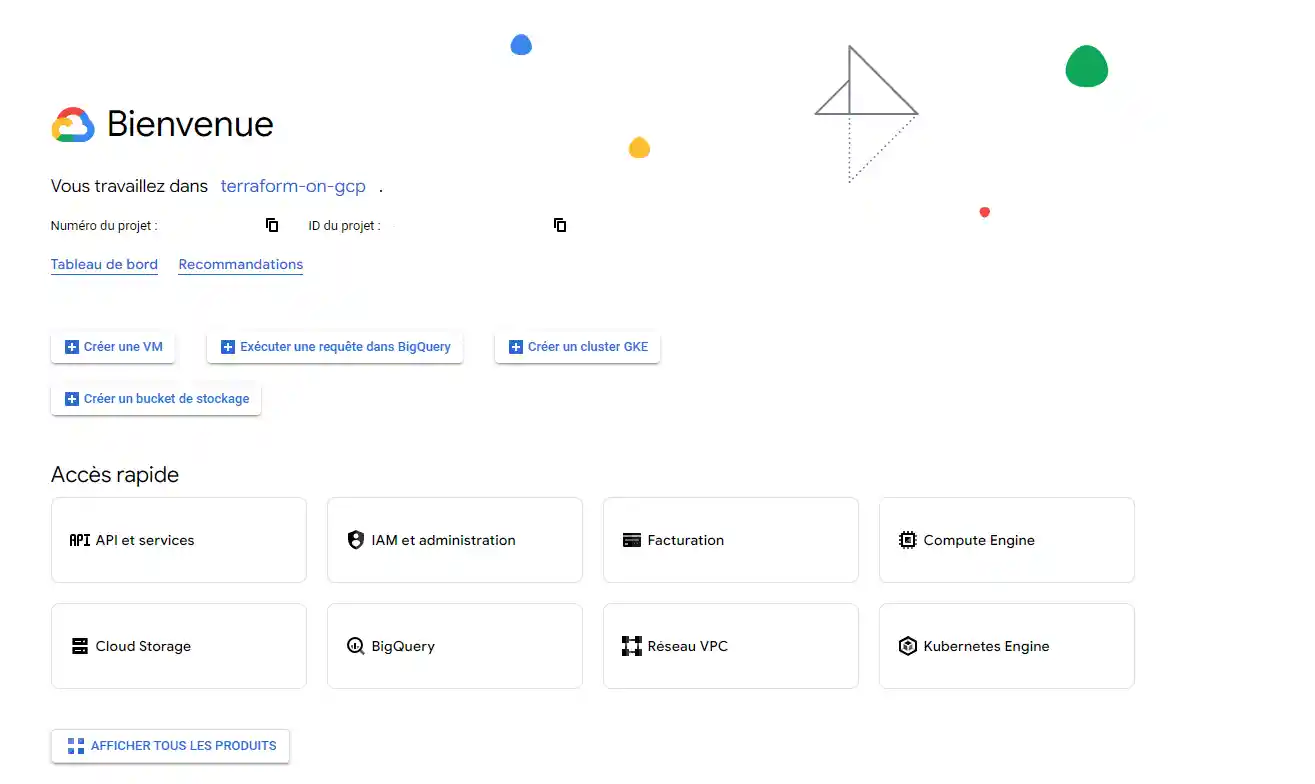 Bienvenue
Vous travaillez dans terraform-on-gcp .
Numéro du projet : ID du projet :
Tableau de bord Recommandations
Créer une VM Exécuter une requête dans BigQuery Créer un cluster GKE
Créer un bucket de stockage
Accès rapide
API API et services IAM et administration Facturation Compute Engine
Cloud Storage BigQuery Réseau VPC Kubernetes Engine
AFFICHER TOUS LES PRODUITS